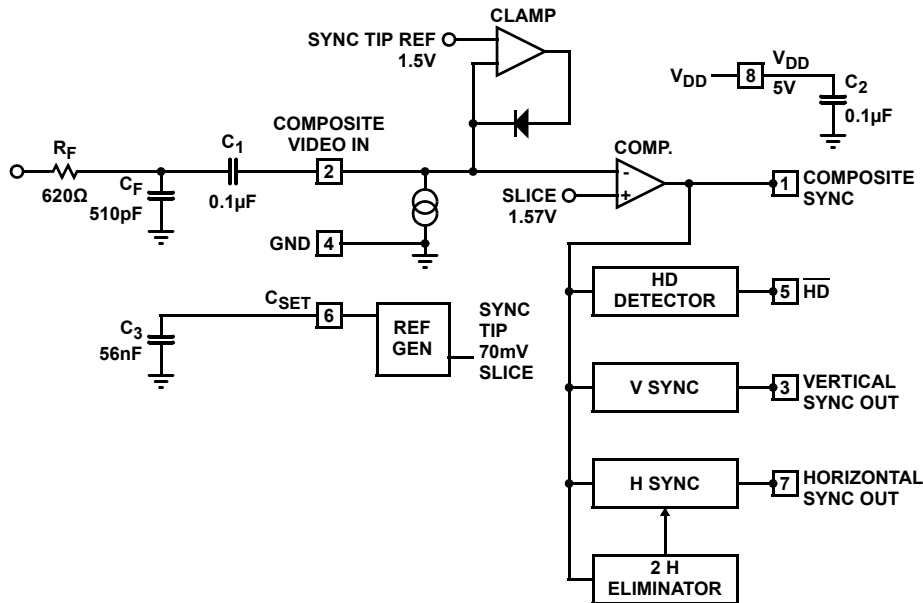 CLAMP
SYNC TIP REF
1.5V
VDD
8
VDD
5V
C2
0.1µF
RF
620Ω
CF
510pF
C1
0.1µF
COMPOSITE
VIDEO IN
2
COMP.
-
+
SLICE
1.57V
1
COMPOSITE
SYNC
GND
4
HD
DETECTOR
5
HD
CSET
6
C3
56nF
REF
GEN
SYNC
TIP
70mV
SLICE
V SYNC
3
VERTICAL
SYNC OUT
H SYNC
7
HORIZONTAL
SYNC OUT
2 H
ELIMINATOR